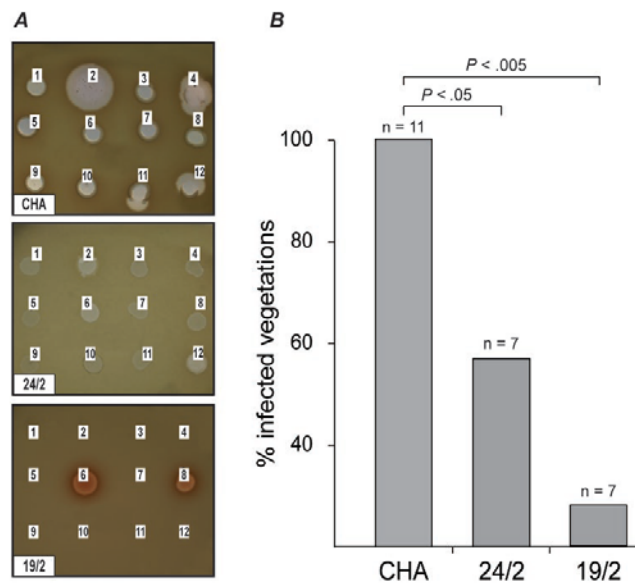 A
1 2 3 4
5 6 7 8
9 10 11 12
CHA
1 2 3 4
5 6 7 8
9 10 11 12
24/2
1 2 3 4
5 6 7 8
9 10 11 12
19/2
B
P < .005
P < .05
n = 11
n = 7
n = 7
100
80
60
40
% infected vegetations
CHA 24/2 19/2